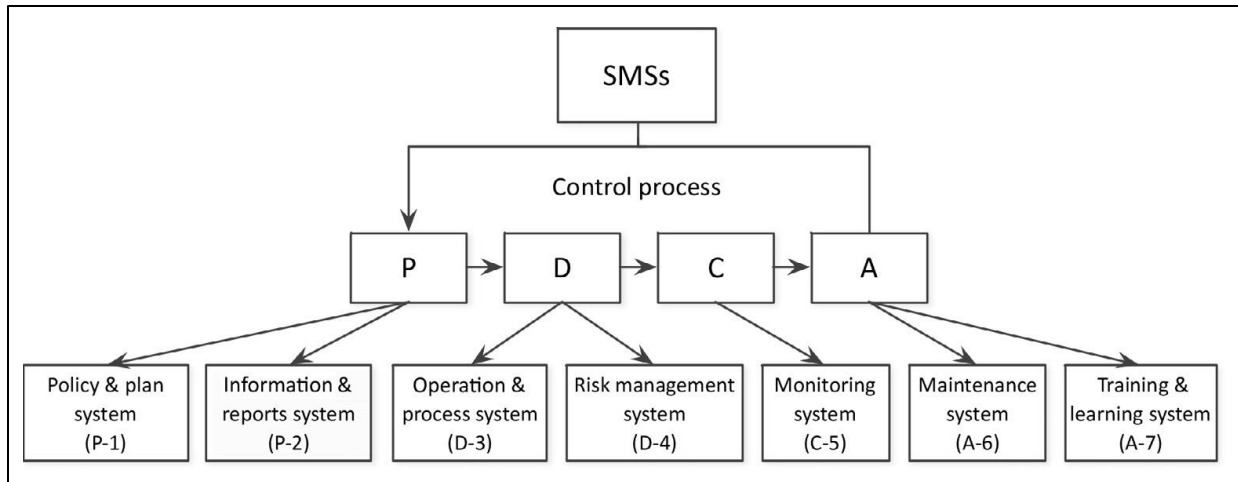 SMSs
Control process
P
D
C
A
Policy & plan
system
(P-1)
Information &
reports system
(P-2)
Operation &
process system
(D-3)
Risk management
system
(D-4)
Monitoring
system
(C-5)
Maintenance
system
(A-6)
Training &
learning system
(A-7)